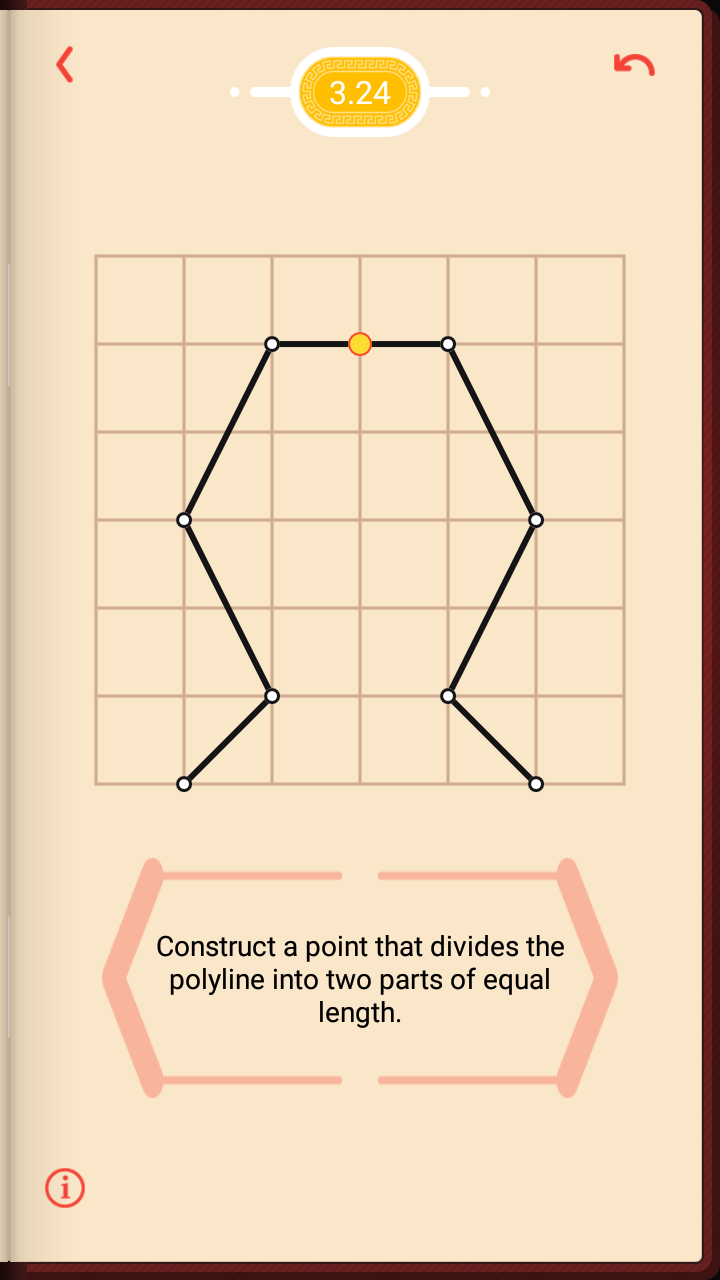 3.24
Construct a point that divides the
polyline into two parts of equal
length.
i